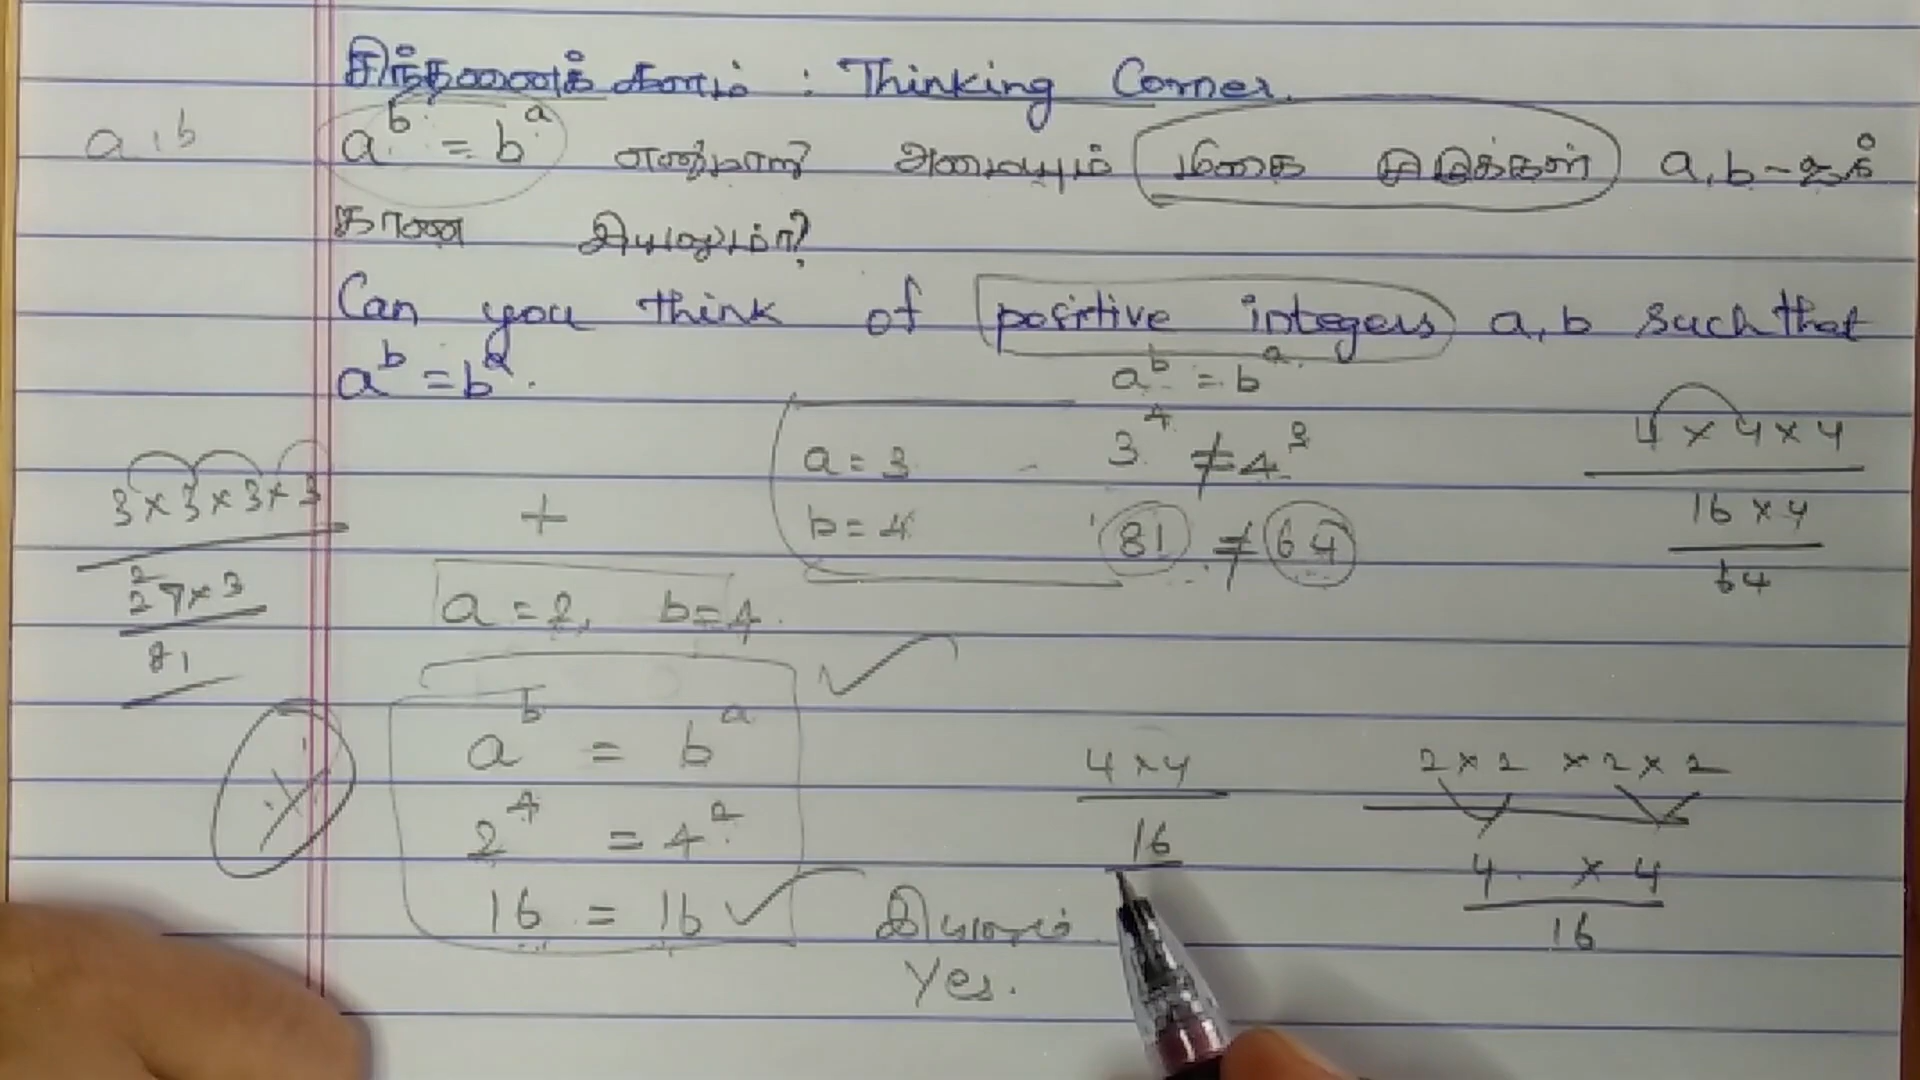 சிந்தனைக் களம் : Thinking Corner.
a, b
a^b = b^a என்றவாறு அமையும் மிகை முழுக்கள் a, b - ஐக்
காண இயலுமா?
Can you think of positive integers a, b such that
a^b = b^a.
a^b = b^a.
a = 3 3^4 ≠ 4^3
b = 4 81 ≠ 64
4 × 4 × 4
16 × 4
64
3 × 3 × 3 × 3
27 × 3
81
+
a = 2, b = 4.
a^b = b^a
2^4 = 4^2
16 = 16 ✓
4 × 4
16
2 × 2 × 2 × 2
4 × 4
16
இயலும்
Yes.